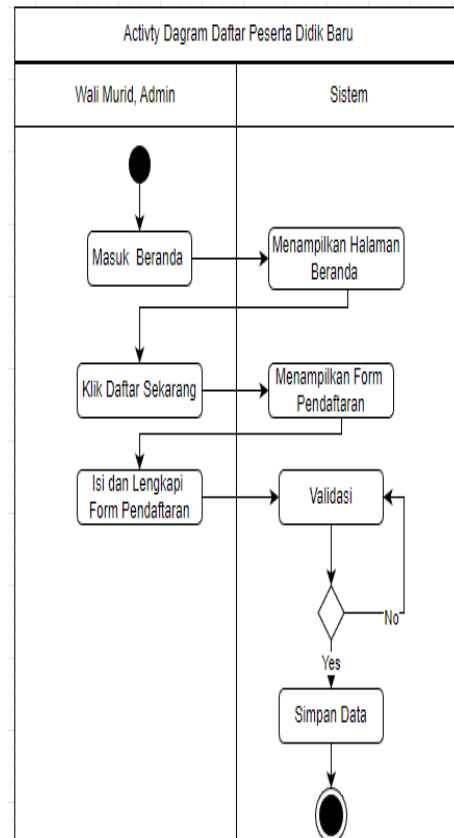 Activty Dagram Daftar Peserta Didik Baru
Wali Murid, Admin
Sistem
Masuk Beranda
Menampilkan Halaman
Beranda
Klik Daftar Sekarang
Menampilkan Form
Pendaftaran
Isi dan Lengkapi
Form Pendaftaran
Validasi
No
Yes
Simpan Data